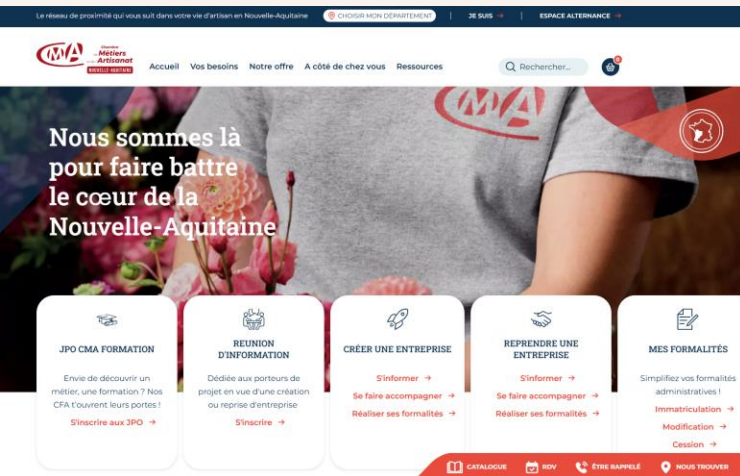 Le réseau de proximité qui vous suit dans votre vie d'artisan en Nouvelle-Aquitaine
CHOISIR MON DÉPARTEMENT
JE SUIS →
ESPACE ALTERNANCE →
CMA
Chambre
de Métiers
et de l'Artisanat
NOUVELLE-AQUITAINE
Accueil
Vos besoins
Notre offre
A côté de chez vous
Ressources
Rechercher...
0
CMA
Nous sommes là
pour faire battre
le cœur de la
Nouvelle-Aquitaine
JPO CMA FORMATION
Envie de découvrir un
métier, une formation ? Nos
CFA t'ouvrent leurs portes !
S'inscrire aux JPO →
REUNION
D'INFORMATION
Dédiée aux porteurs de
projet en vue d'une création
ou reprise d'entreprise
S'inscrire →
CRÉER UNE ENTREPRISE
S'informer →
Se faire accompagner →
Réaliser ses formalités →
REPRENDRE UNE
ENTREPRISE
S'informer →
Se faire accompagner →
Réaliser ses formalités →
MES FORMALITÉS
Simplifiez vos formalités
administratives !
Immatriculation →
Modification →
Cession →
CATALOGUE
RDV
ÊTRE RAPPELÉ
NOUS TROUVER